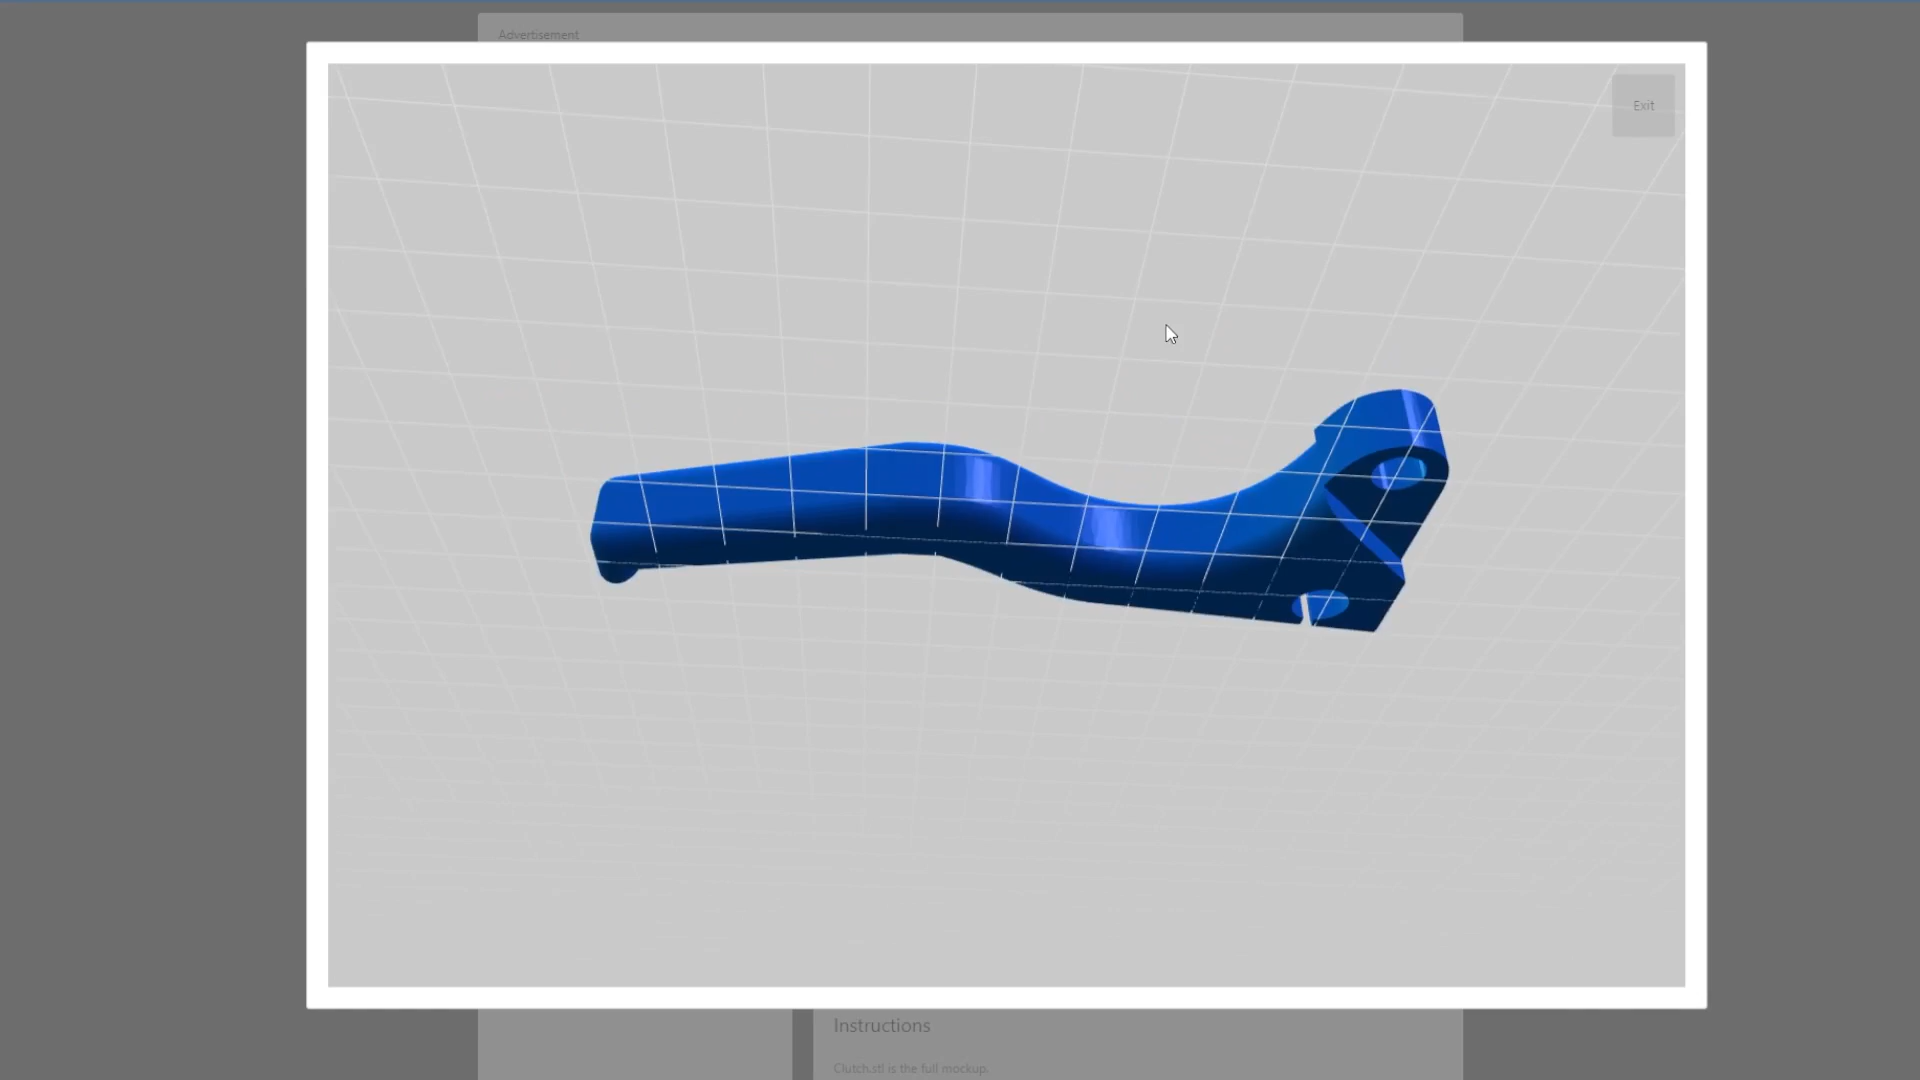 Advertisement
Exit
Instructions
Clutch.stl is the full mockup.